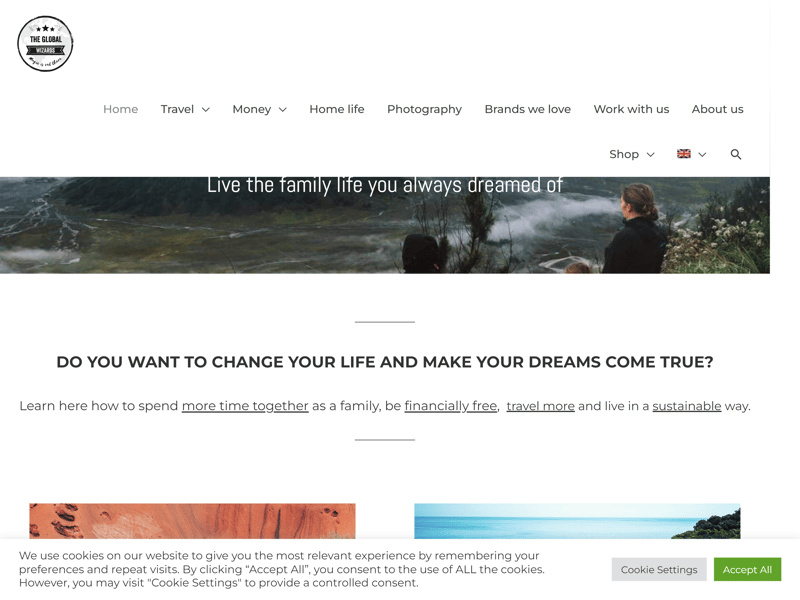 THE GLOBAL
WIZARDS
Home Travel Money Home life Photography Brands we love Work with us About us
Shop
Live the family life you always dreamed of
DO YOU WANT TO CHANGE YOUR LIFE AND MAKE YOUR DREAMS COME TRUE?
Learn here how to spend more time together as a family, be financially free, travel more and live in a sustainable way.
We use cookies on our website to give you the most relevant experience by remembering your
preferences and repeat visits. By clicking “Accept All”, you consent to the use of ALL the cookies.
However, you may visit "Cookie Settings" to provide a controlled consent.
Cookie Settings
Accept All